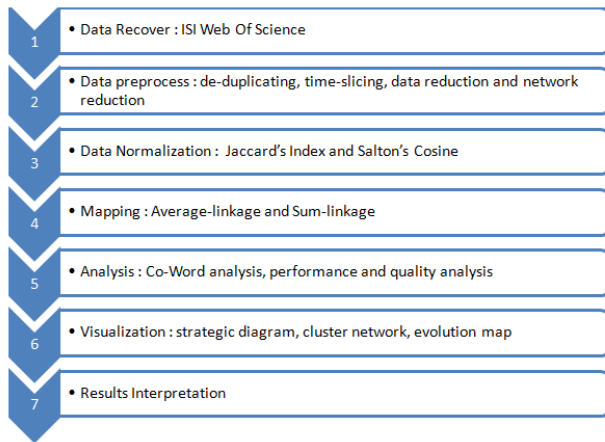 1
• Data Recover : ISI Web Of Science
2
• Data preprocess : de-duplicating, time-slicing, data reduction and network
reduction
3
• Data Normalization :  Jaccard's Index and Salton's Cosine
4
• Mapping : Average-linkage and Sum-linkage
5
• Analysis : Co-Word analysis, performance and quality analysis
6
• Visualization : strategic diagram, cluster network, evolution map
7
• Results Interpretation